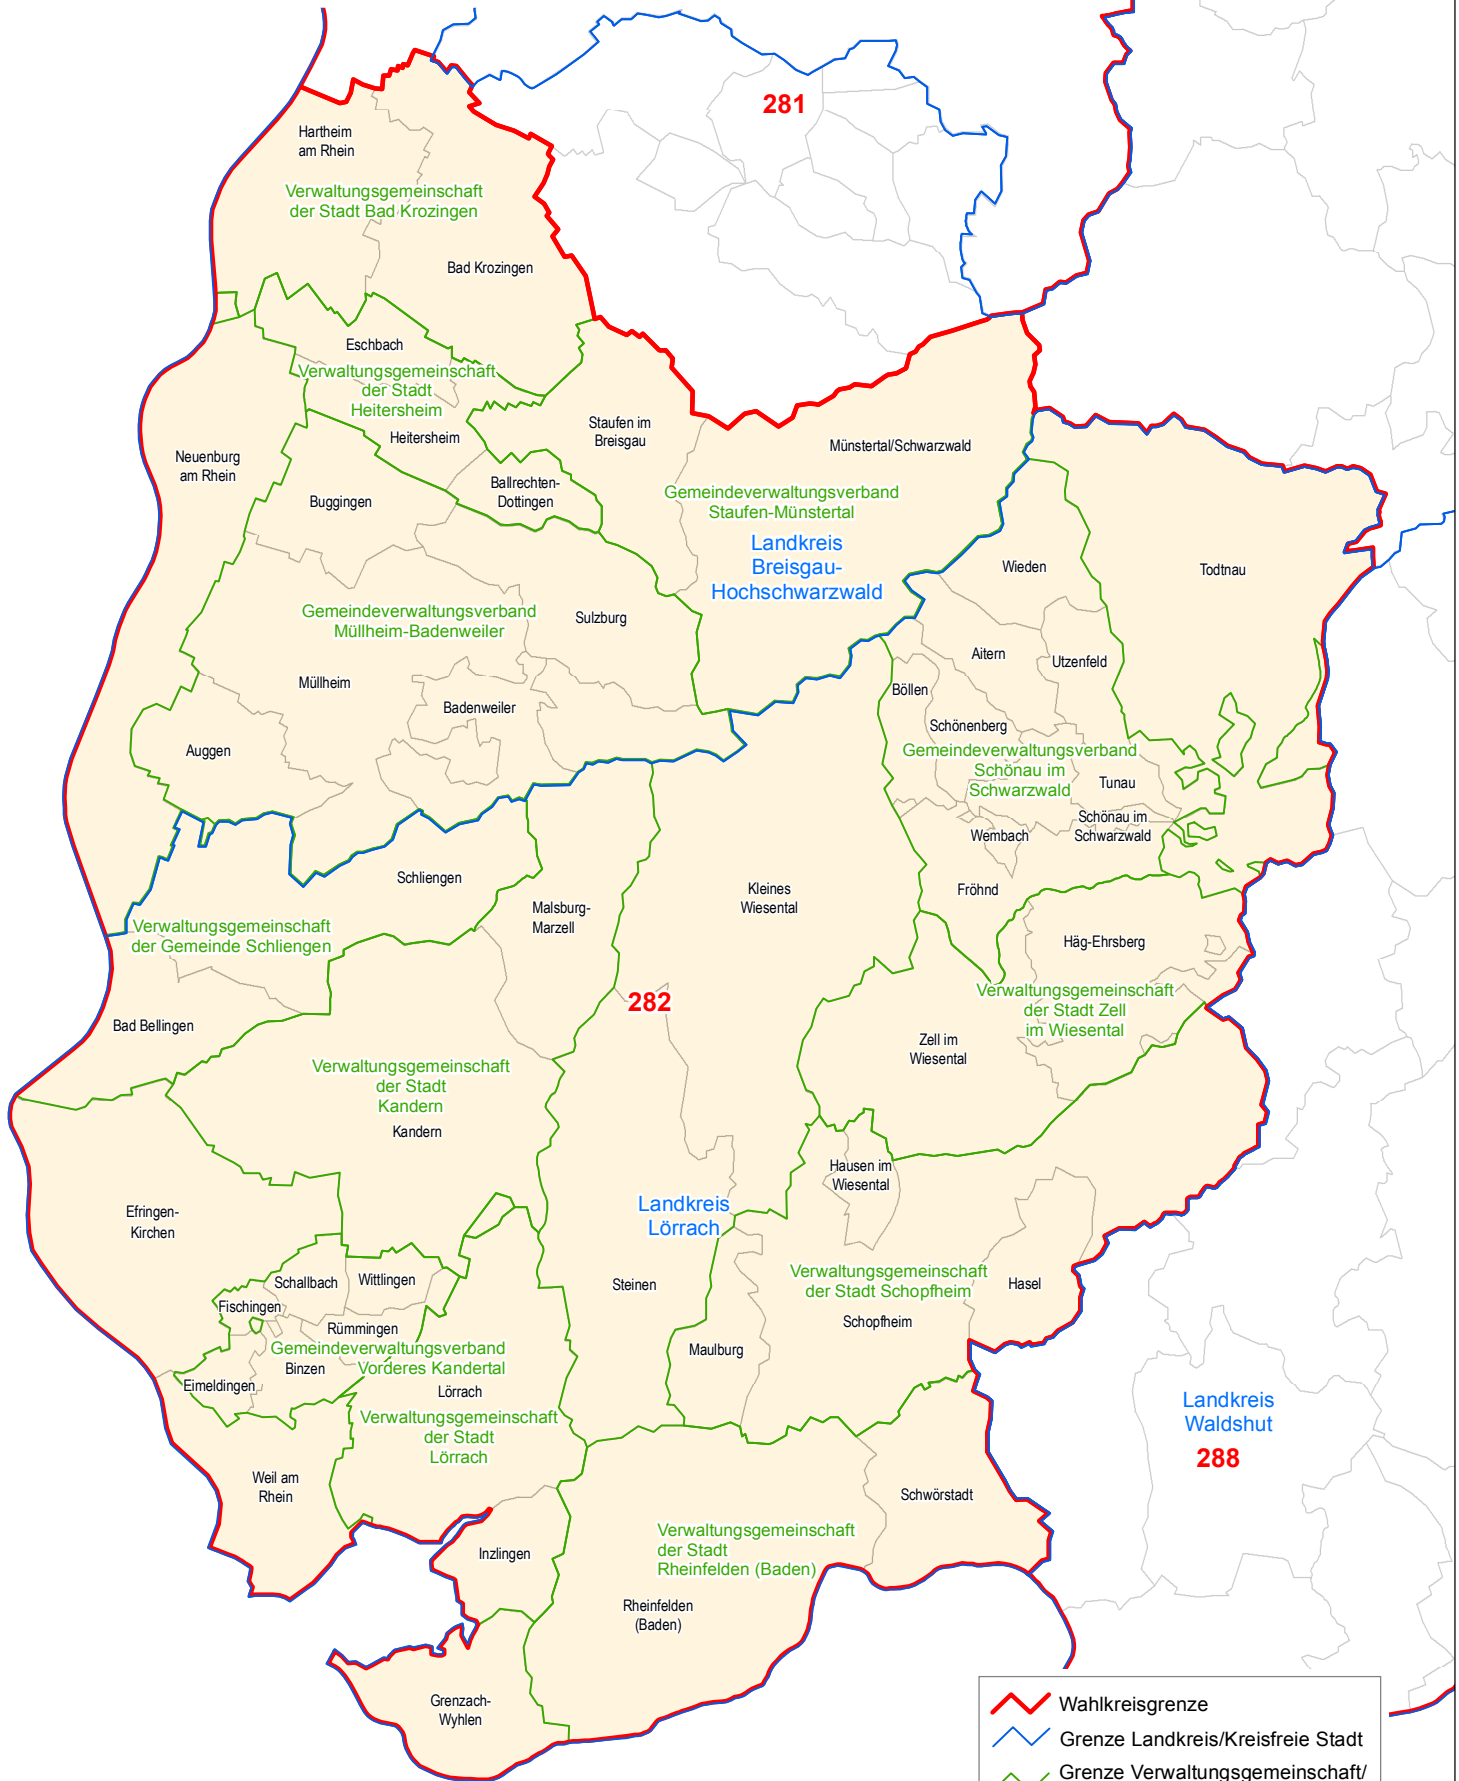 281
Hartheim
am Rhein
Verwaltungsgemeinschaft
der Stadt Bad Krozingen
Bad Krozingen
Eschbach
Verwaltungsgemeinschaft
der Stadt
Heitersheim
Heitersheim
Staufen im
Breisgau
Münstertal/Schwarzwald
Neuenburg
am Rhein
Buggingen
Ballrechten-
Dottingen
Gemeindeverwaltungsverband
Staufen-Münstertal
Landkreis
Breisgau-
Hochschwarzwald
Wieden
Todtnau
Gemeindeverwaltungsverband
Müllheim-Badenweiler
Sulzburg
Aitern
Utzenfeld
Müllheim
Badenweiler
Böllen
Schönenberg
Auggen
Gemeindeverwaltungsverband
Schönau im
Schwarzwald
Tunau
Schönau im
Schwarzwald
Wembach
Schliengen
Kleines
Wiesental
Fröhnd
Malsburg-
Marzell
Verwaltungsgemeinschaft
der Gemeinde Schliengen
Häg-Ehrsberg
282
Verwaltungsgemeinschaft
der Stadt Zell
im Wiesental
Bad Bellingen
Zell im
Wiesental
Verwaltungsgemeinschaft
der Stadt
Kandern
Kandern
Hausen im
Wiesental
Landkreis
Lörrach
Efringen-
Kirchen
Schallbach
Wittlingen
Steinen
Verwaltungsgemeinschaft
der Stadt Schopfheim
Hasel
Fischingen
Schopfheim
Rümmingen
Gemeindeverwaltungsverband
Vorderes Kandertal
Binzen
Maulburg
Eimeldingen
Lörrach
Verwaltungsgemeinschaft
der Stadt
Lörrach
Landkreis
Waldshut
288
Weil am
Rhein
Schwörstadt
Inzlingen
Verwaltungsgemeinschaft
der Stadt
Rheinfelden (Baden)
Rheinfelden
(Baden)
Grenzach-
Wyhlen
Wahlkreisgrenze
Grenze Landkreis/Kreisfreie Stadt
Grenze Verwaltungsgemeinschaft/